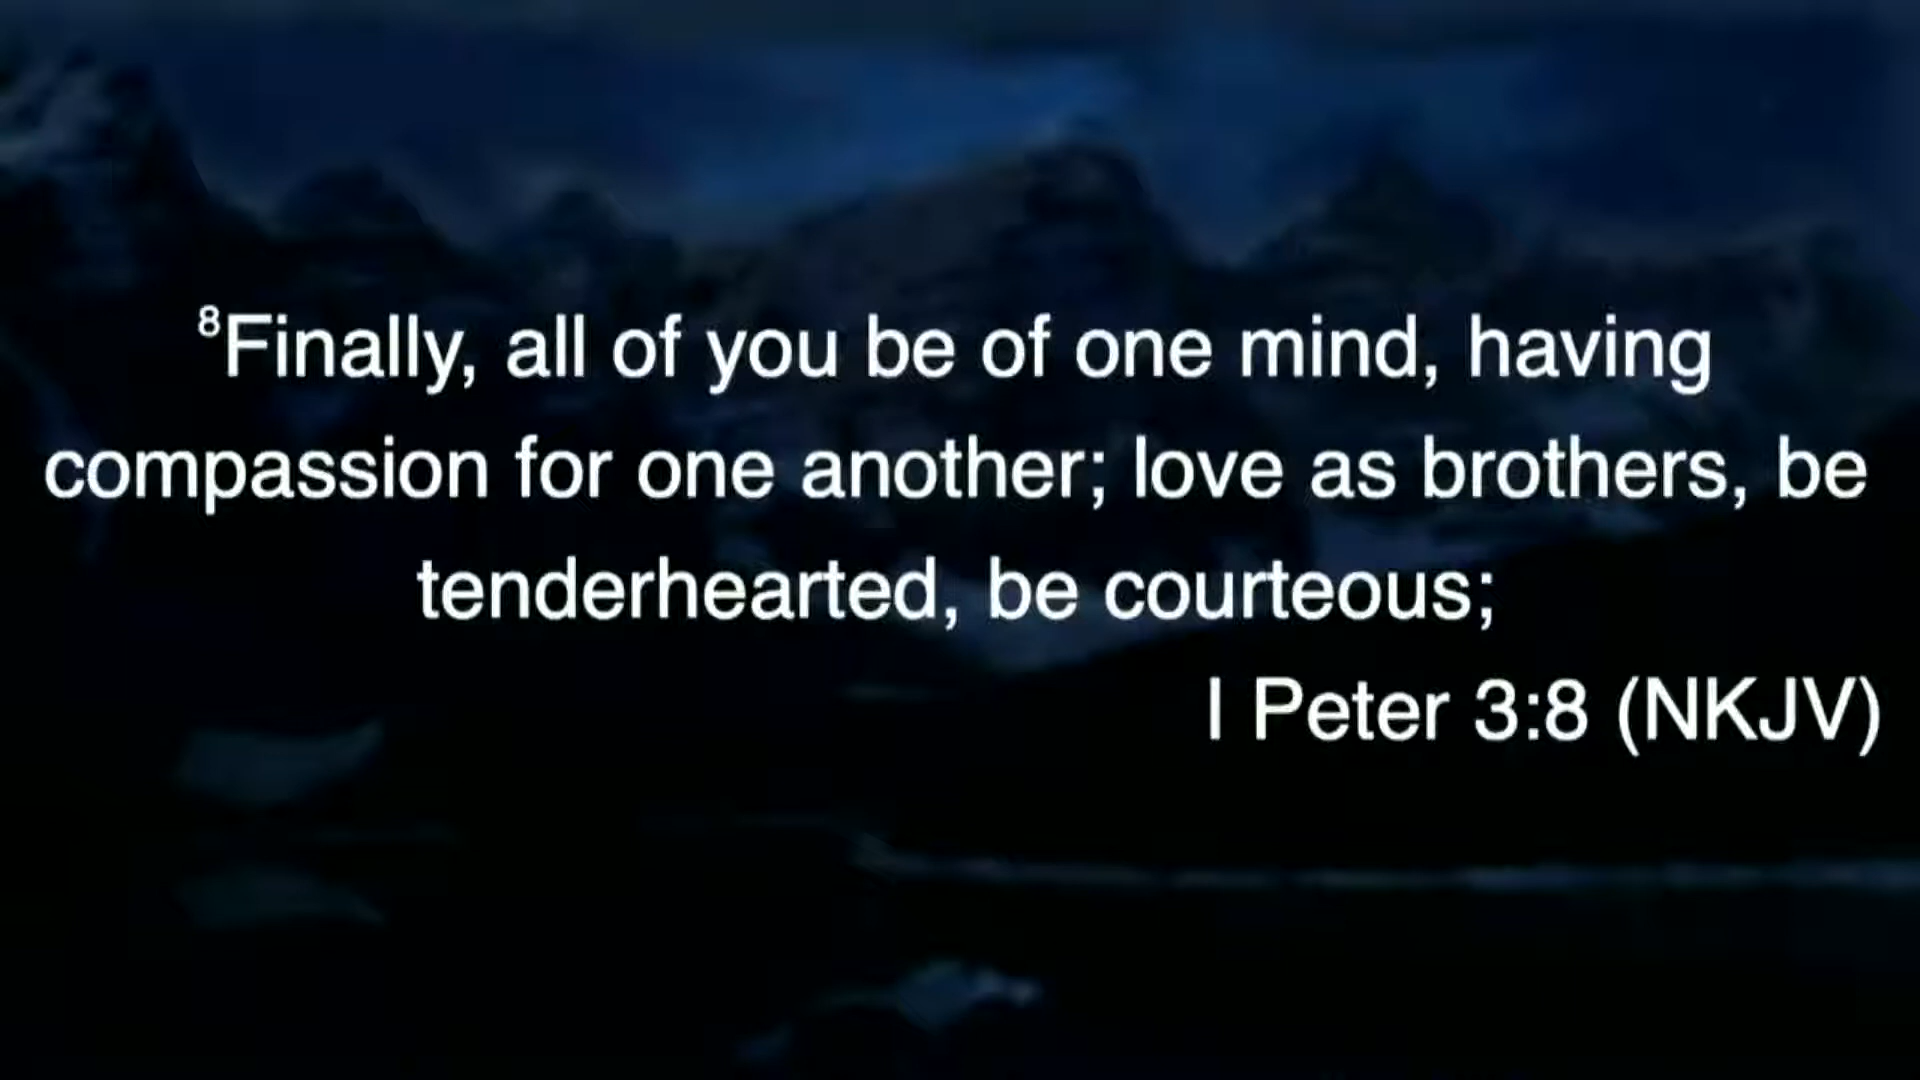 ⁸Finally, all of you be of one mind, having
compassion for one another; love as brothers, be
tenderhearted, be courteous;
I Peter 3:8 (NKJV)